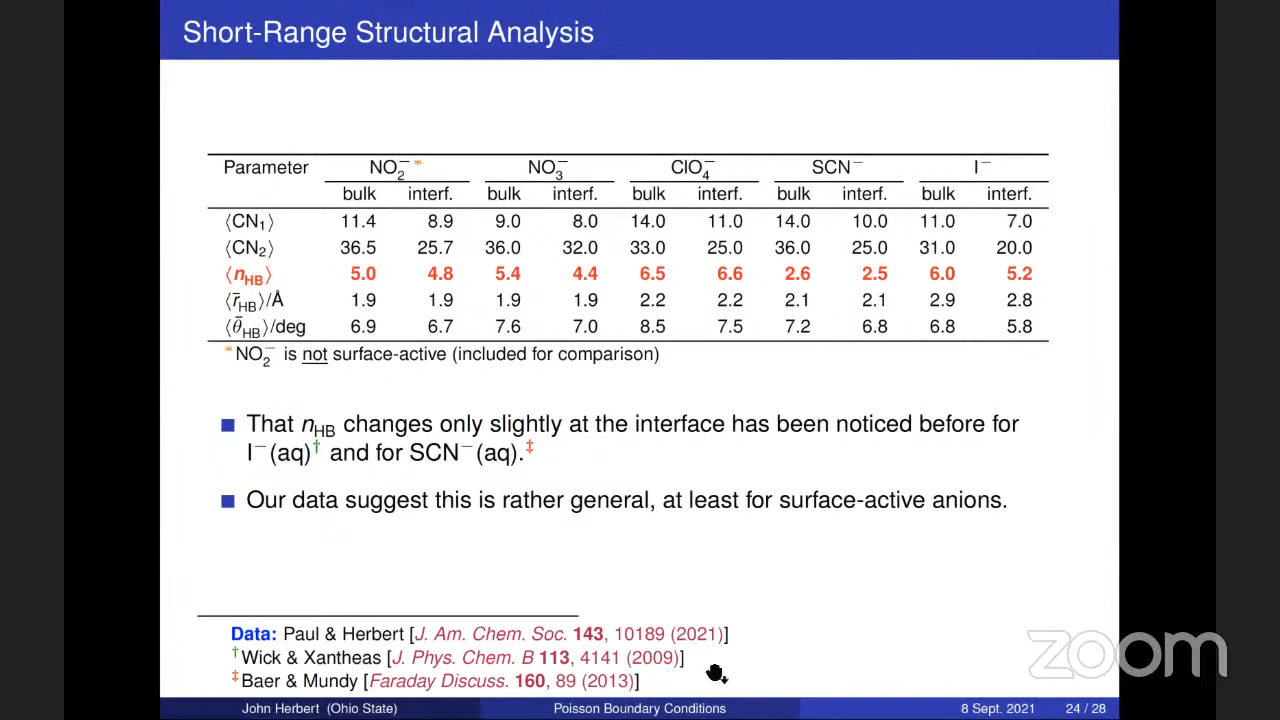 Short-Range Structural Analysis
Parameter NO₂⁻* NO₃⁻ ClO₄⁻ SCN⁻ I⁻
bulk interf. bulk interf. bulk interf. bulk interf. bulk interf.
⟨CN₁⟩ 11.4 8.9 9.0 8.0 14.0 11.0 14.0 10.0 11.0 7.0
⟨CN₂⟩ 36.5 25.7 36.0 32.0 33.0 25.0 36.0 25.0 31.0 20.0
⟨n_HB⟩ 5.0 4.8 5.4 4.4 6.5 6.6 2.6 2.5 6.0 5.2
⟨r̄_HB⟩/Å 1.9 1.9 1.9 1.9 2.2 2.2 2.1 2.1 2.9 2.8
⟨θ̄_HB⟩/deg 6.9 6.7 7.6 7.0 8.5 7.5 7.2 6.8 6.8 5.8
*NO₂⁻ is not surface-active (included for comparison)
That n_HB changes only slightly at the interface has been noticed before for
I⁻(aq)† and for SCN⁻(aq).‡
Our data suggest this is rather general, at least for surface-active anions.
Data: Paul & Herbert [J. Am. Chem. Soc. 143, 10189 (2021)]
†Wick & Xantheas [J. Phys. Chem. B 113, 4141 (2009)]
‡Baer & Mundy [Faraday Discuss. 160, 89 (2013)]
zoom
John Herbert (Ohio State) Poisson Boundary Conditions 8 Sept. 2021 24 / 28